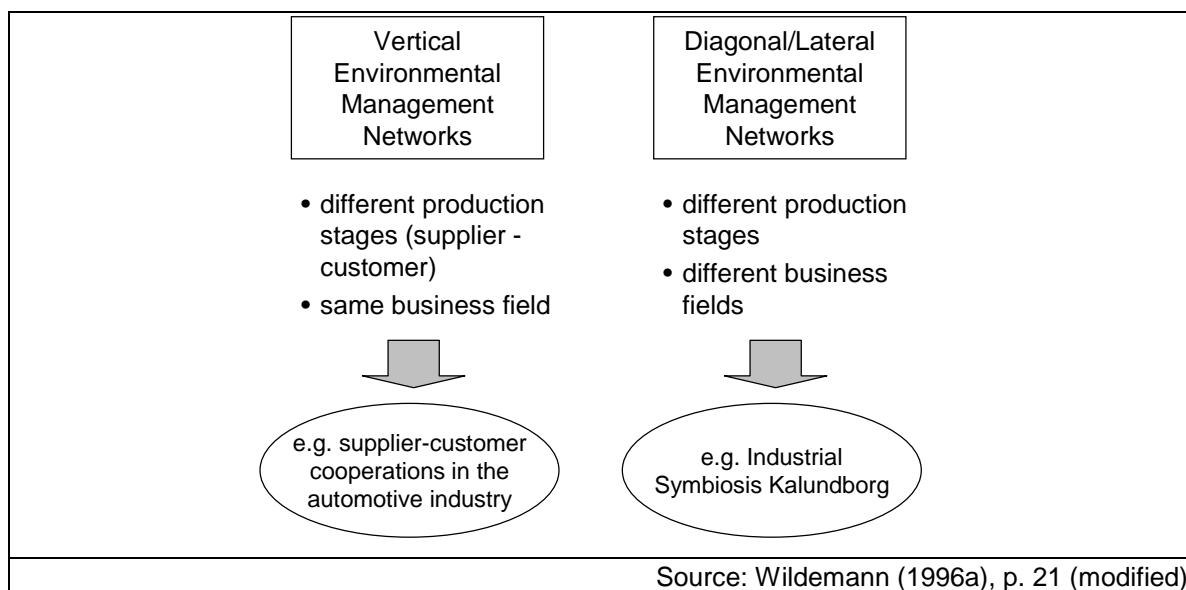 Vertical
Environmental
Management
Networks
• different production
stages (supplier -
customer)
• same business field
e.g. supplier-customer
cooperations in the
automotive industry
Diagonal/Lateral
Environmental
Management
Networks
• different production
stages
• different business
fields
e.g. Industrial
Symbiosis Kalundborg
Source: Wildemann (1996a), p. 21 (modified)